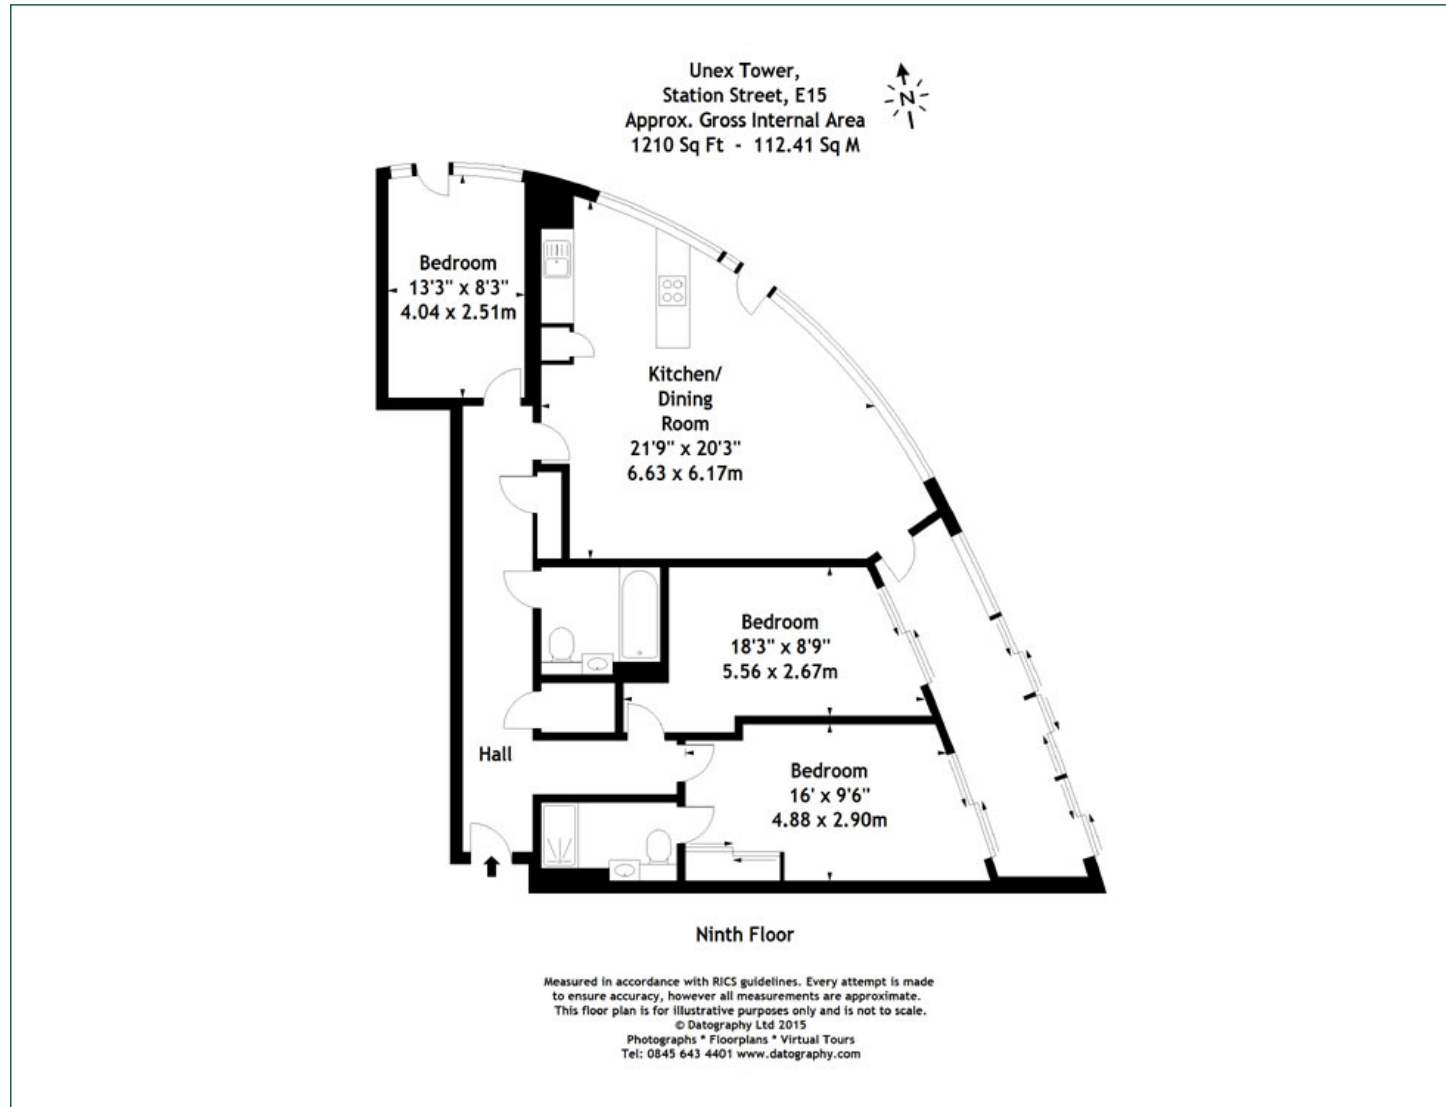 Unex Tower,
Station Street, E15
Approx. Gross Internal Area
1210 Sq Ft - 112.41 Sq M
N
Bedroom
13'3" x 8'3"
4.04 x 2.51m
Kitchen/
Dining
Room
21'9" x 20'3"
6.63 x 6.17m
Bedroom
18'3" x 8'9"
5.56 x 2.67m
Hall
Bedroom
16' x 9'6"
4.88 x 2.90m
Ninth Floor
Measured in accordance with RICS guidelines. Every attempt is made
to ensure accuracy, however all measurements are approximate.
This floor plan is for illustrative purposes only and is not to scale.
© Datography Ltd 2015
Photographs * Floorplans * Virtual Tours
Tel: 0845 643 4401 www.datography.com